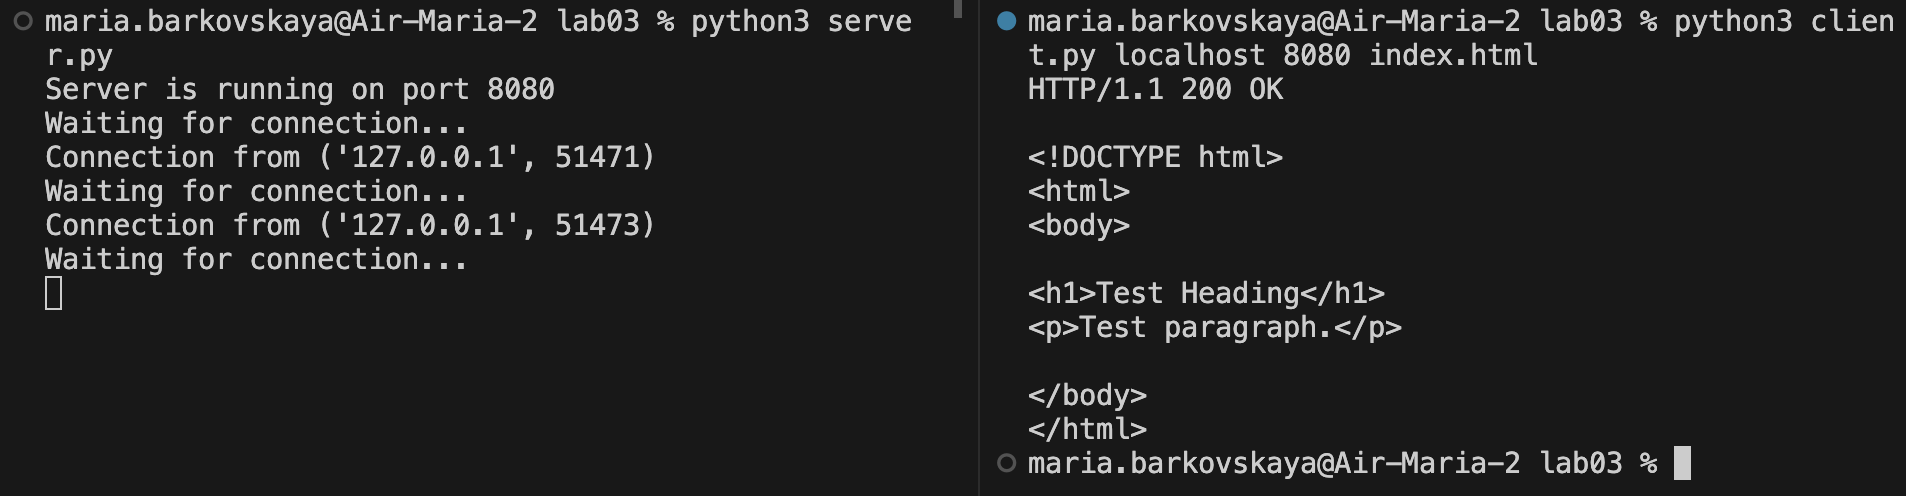 maria.barkovskaya@Air-Maria-2 lab03 % python3 serve
r.py
Server is running on port 8080
Waiting for connection...
Connection from ('127.0.0.1', 51471)
Waiting for connection...
Connection from ('127.0.0.1', 51473)
Waiting for connection...
maria.barkovskaya@Air-Maria-2 lab03 % python3 clien
t.py localhost 8080 index.html
HTTP/1.1 200 OK
<!DOCTYPE html>
<html>
<body>
<h1>Test Heading</h1>
<p>Test paragraph.</p>
</body>
</html>
maria.barkovskaya@Air-Maria-2 lab03 %